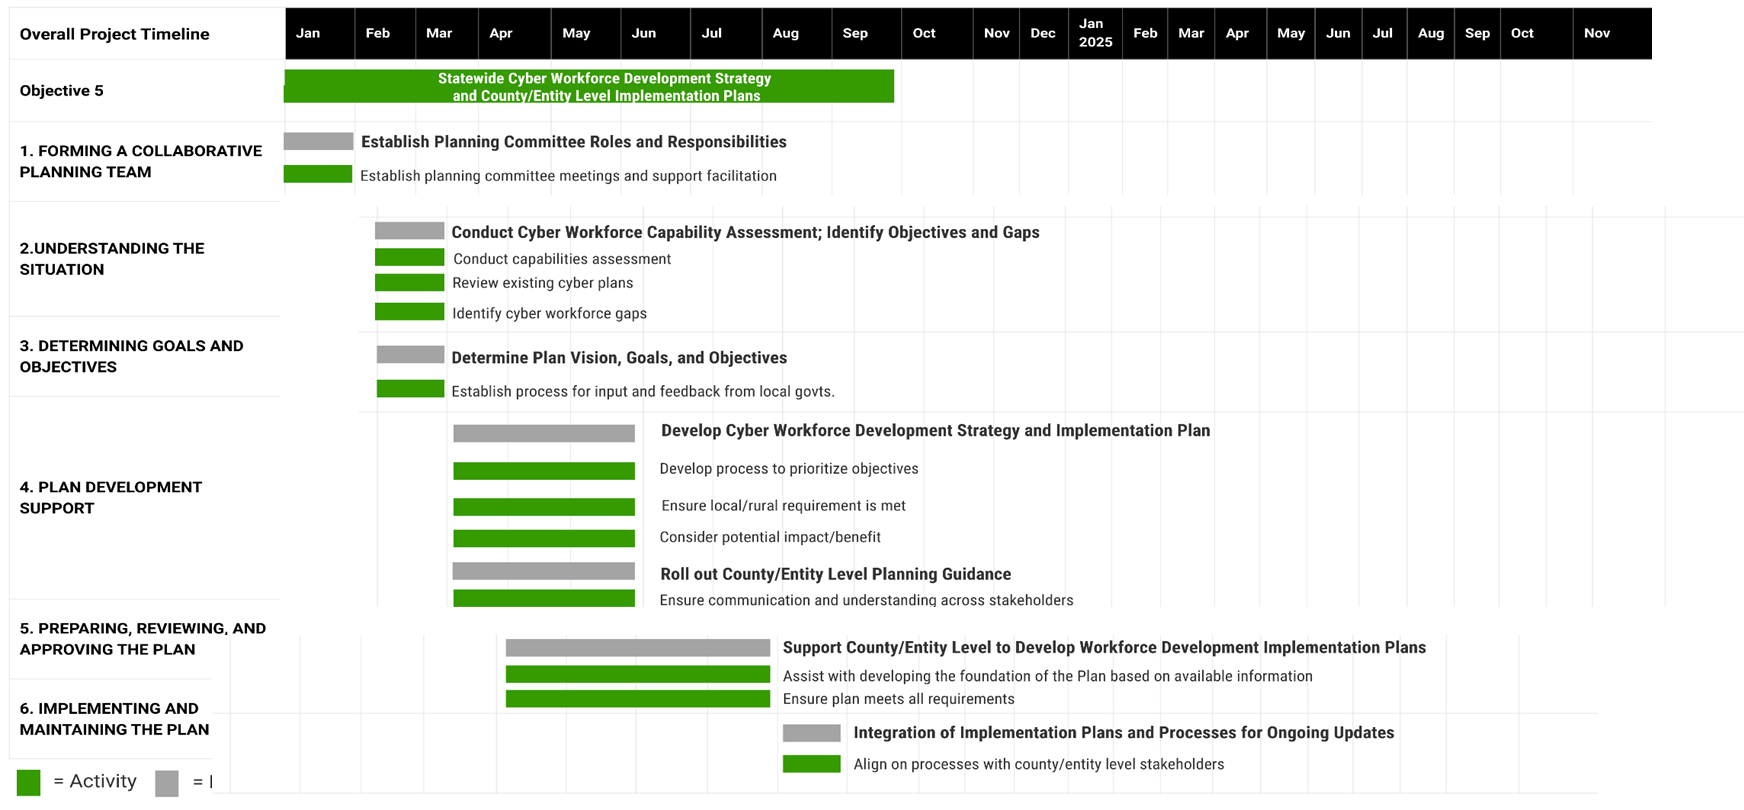 Overall Project Timeline
Jan Feb Mar Apr May Jun Jul Aug Sep Oct Nov Dec Jan 2025 Feb Mar Apr May Jun Jul Aug Sep Oct Nov
Objective 5
Statewide Cyber Workforce Development Strategy
and County/Entity Level Implementation Plans
1. FORMING A COLLABORATIVE
PLANNING TEAM
Establish Planning Committee Roles and Responsibilities
Establish planning committee meetings and support facilitation
2.UNDERSTANDING THE
SITUATION
Conduct Cyber Workforce Capability Assessment; Identify Objectives and Gaps
Conduct capabilities assessment
Review existing cyber plans
Identify cyber workforce gaps
3. DETERMINING GOALS AND
OBJECTIVES
Determine Plan Vision, Goals, and Objectives
Establish process for input and feedback from local govts.
4. PLAN DEVELOPMENT
SUPPORT
Develop Cyber Workforce Development Strategy and Implementation Plan
Develop process to prioritize objectives
Ensure local/rural requirement is met
Consider potential impact/benefit
Roll out County/Entity Level Planning Guidance
Ensure communication and understanding across stakeholders
5. PREPARING, REVIEWING, AND
APPROVING THE PLAN
Support County/Entity Level to Develop Workforce Development Implementation Plans
Assist with developing the foundation of the Plan based on available information
Ensure plan meets all requirements
6. IMPLEMENTING AND
MAINTAINING THE PLAN
Integration of Implementation Plans and Processes for Ongoing Updates
Align on processes with county/entity level stakeholders
= Activity =